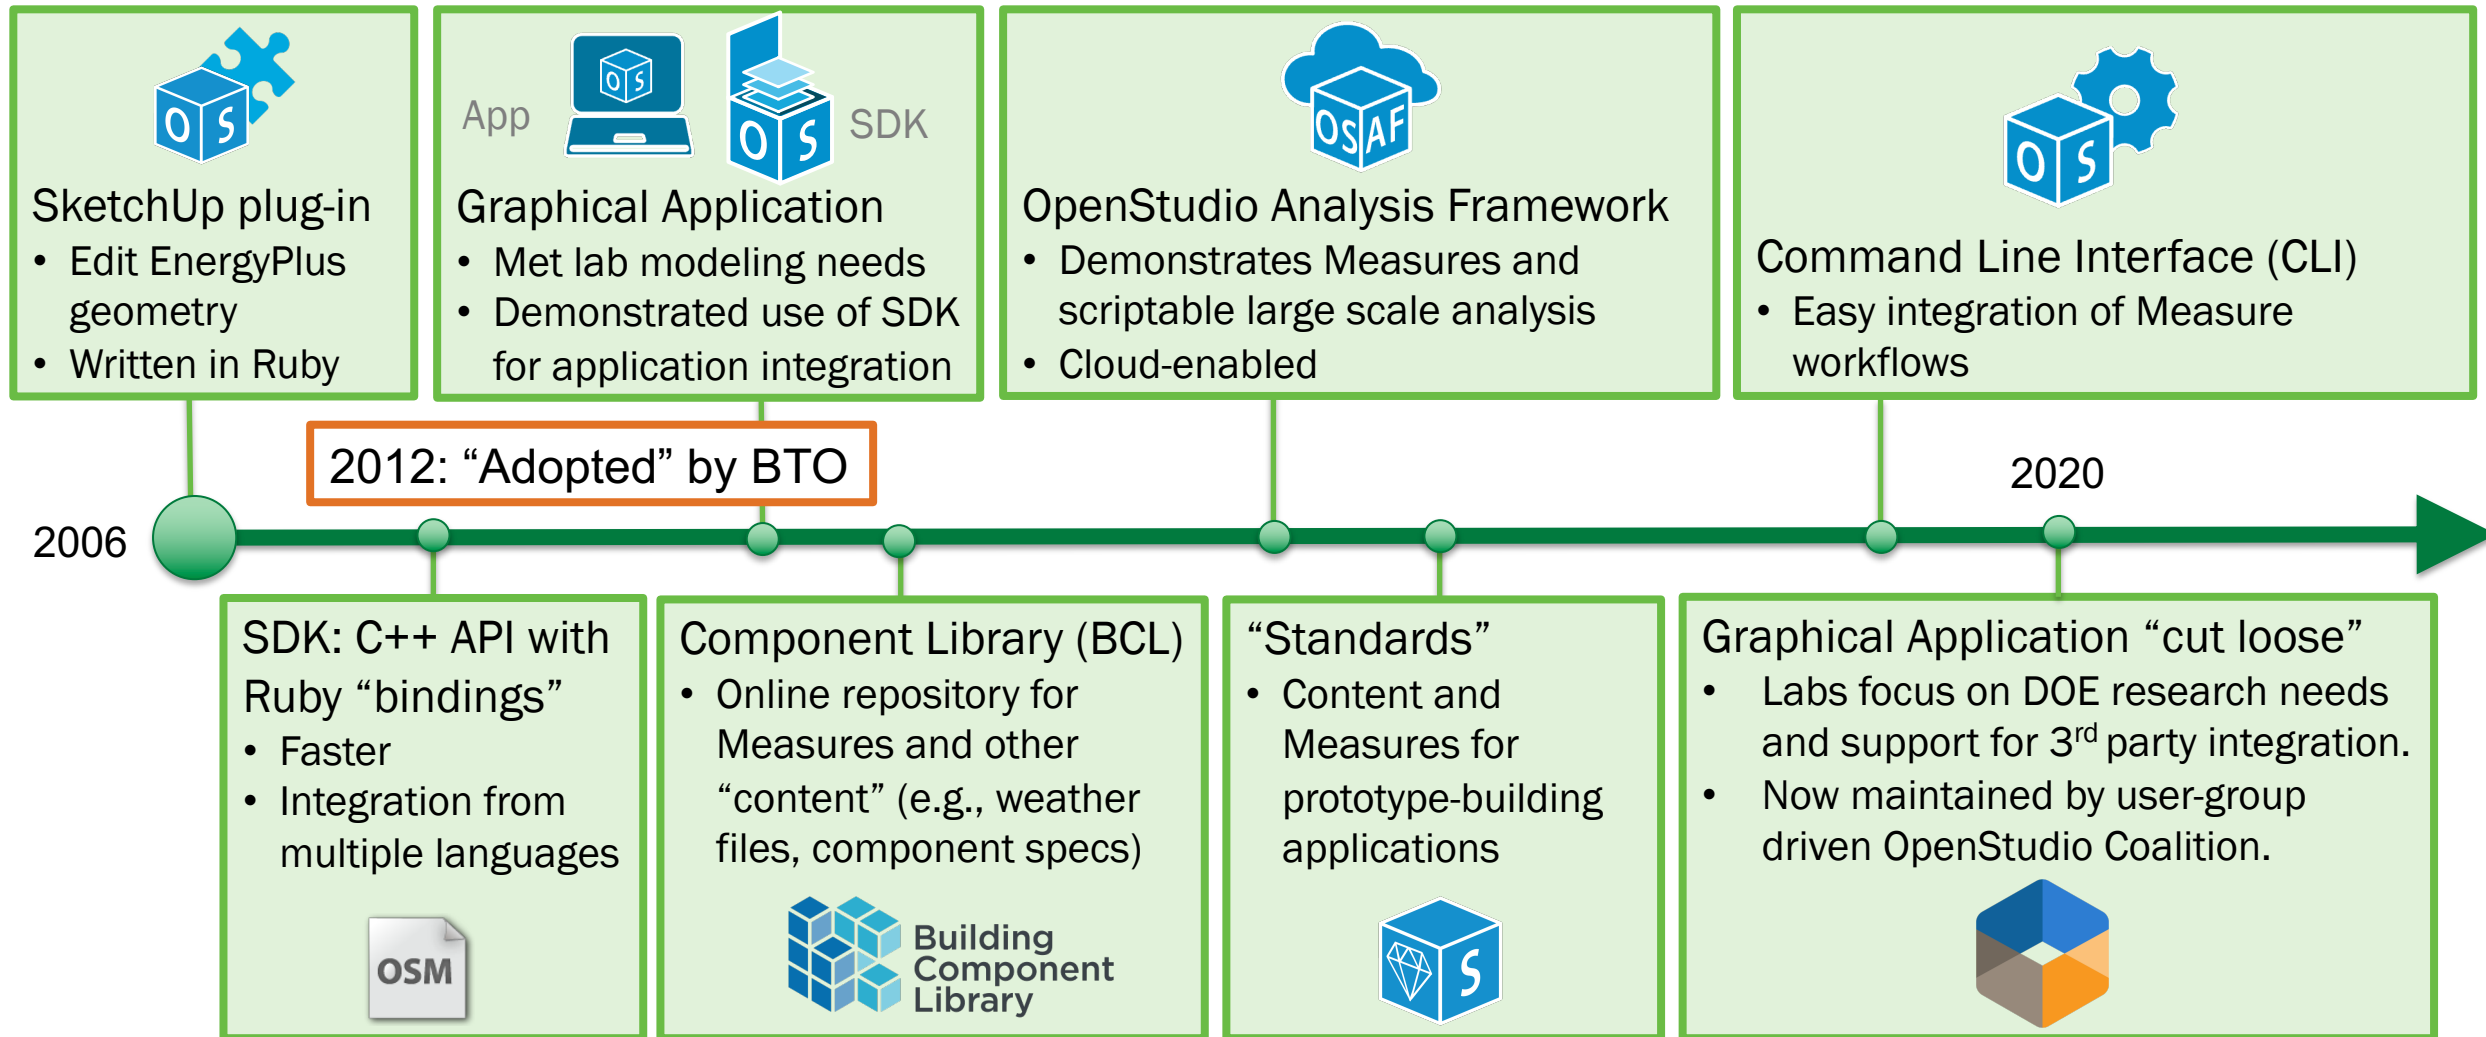 O S
SketchUp plug-in
• Edit EnergyPlus
geometry
• Written in Ruby
App
O S
O S
SDK
Graphical Application
• Met lab modeling needs
• Demonstrated use of SDK
for application integration
OSAF
OpenStudio Analysis Framework
• Demonstrates Measures and
scriptable large scale analysis
• Cloud-enabled
O S
Command Line Interface (CLI)
• Easy integration of Measure
workflows
2012: “Adopted” by BTO
2020
2006
SDK: C++ API with
Ruby “bindings”
• Faster
• Integration from
multiple languages
OSM
Component Library (BCL)
• Online repository for
Measures and other
“content” (e.g., weather
files, component specs)
Building
Component
Library
“Standards”
• Content and
Measures for
prototype-building
applications
S
Graphical Application “cut loose”
• Labs focus on DOE research needs
and support for 3rd party integration.
• Now maintained by user-group
driven OpenStudio Coalition.